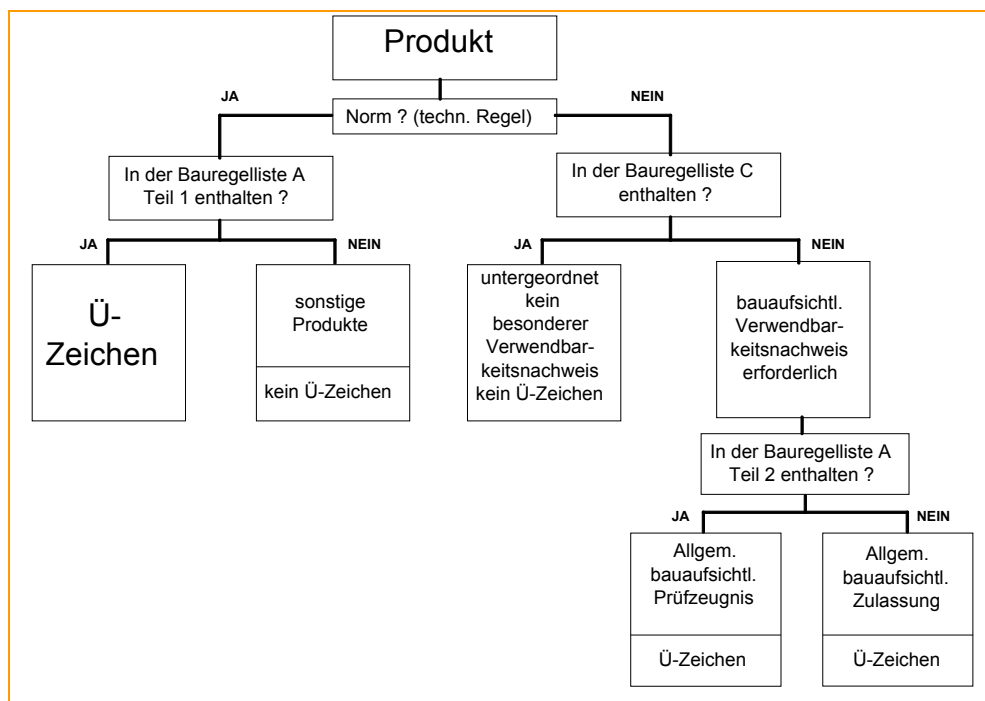 Produkt
JA
NEIN
Norm ? (techn. Regel)
In der Bauregelliste A
Teil 1 enthalten ?
In der Bauregelliste C
enthalten ?
JA
NEIN
JA
NEIN
Ü-
Zeichen
sonstige
Produkte
kein Ü-Zeichen
untergeordnet
kein
besonderer
Verwendbar-
keitsnachweis
kein Ü-Zeichen
bauaufsichtl.
Verwendbar-
keitsnachweis
erforderlich
In der Bauregelliste A
Teil 2 enthalten ?
JA
NEIN
Allgem.
bauaufsichtl.
Prüfzeugnis
Ü-Zeichen
Allgem.
bauaufsichtl.
Zulassung
Ü-Zeichen